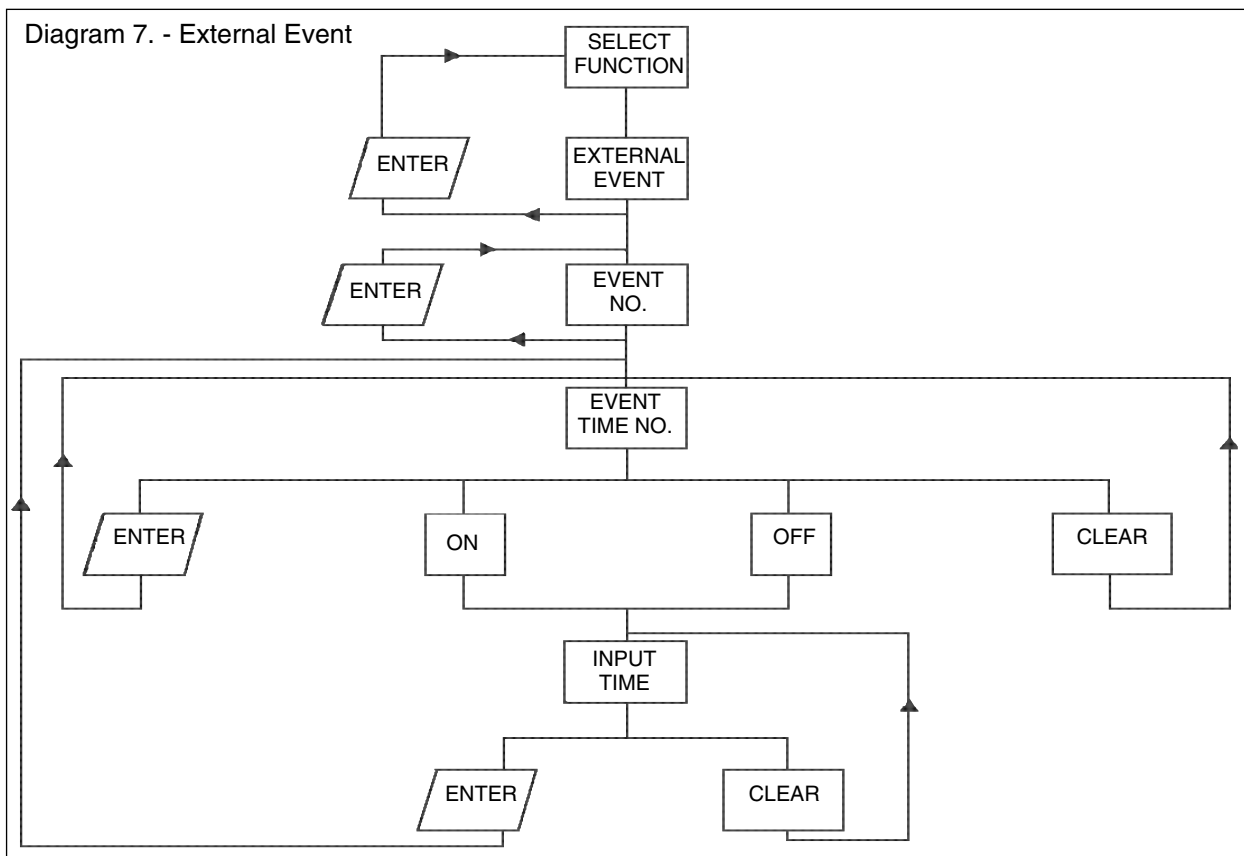 Diagram 7. - External Event
SELECT
FUNCTION
ENTER
EXTERNAL
EVENT
ENTER
EVENT
NO.
EVENT
TIME NO.
ENTER
ON
OFF
CLEAR
INPUT
TIME
ENTER
CLEAR